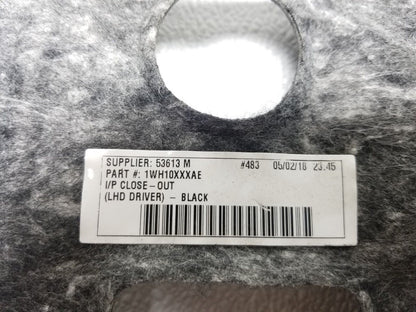 SUPPLIER: 53613 M #483 05/02/18 23.45
PART #: 1WH10XXXAE
I/P CLOSE-OUT
(LHD DRIVER) - BLACK